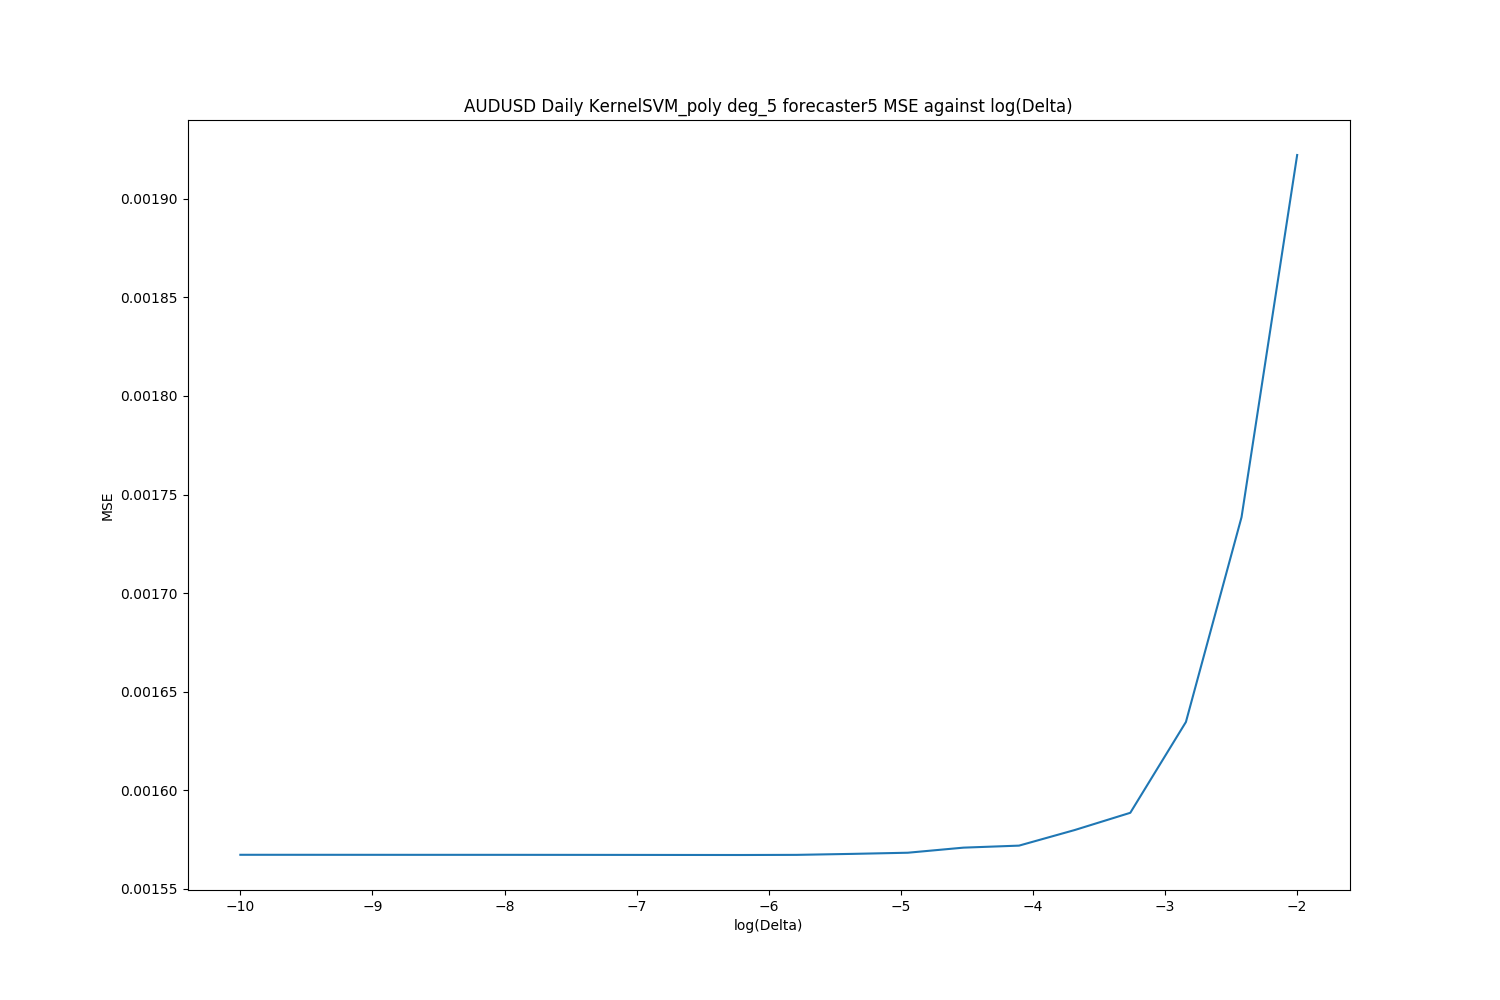 AUDUSD Daily KernelSVM_poly deg_5 forecaster5 MSE against log(Delta)
0.00190
0.00185
0.00180
0.00175
MSE
0.00170
0.00165
0.00160
0.00155
−10 −9 −8 −7 −6 −5 −4 −3 −2
log(Delta)